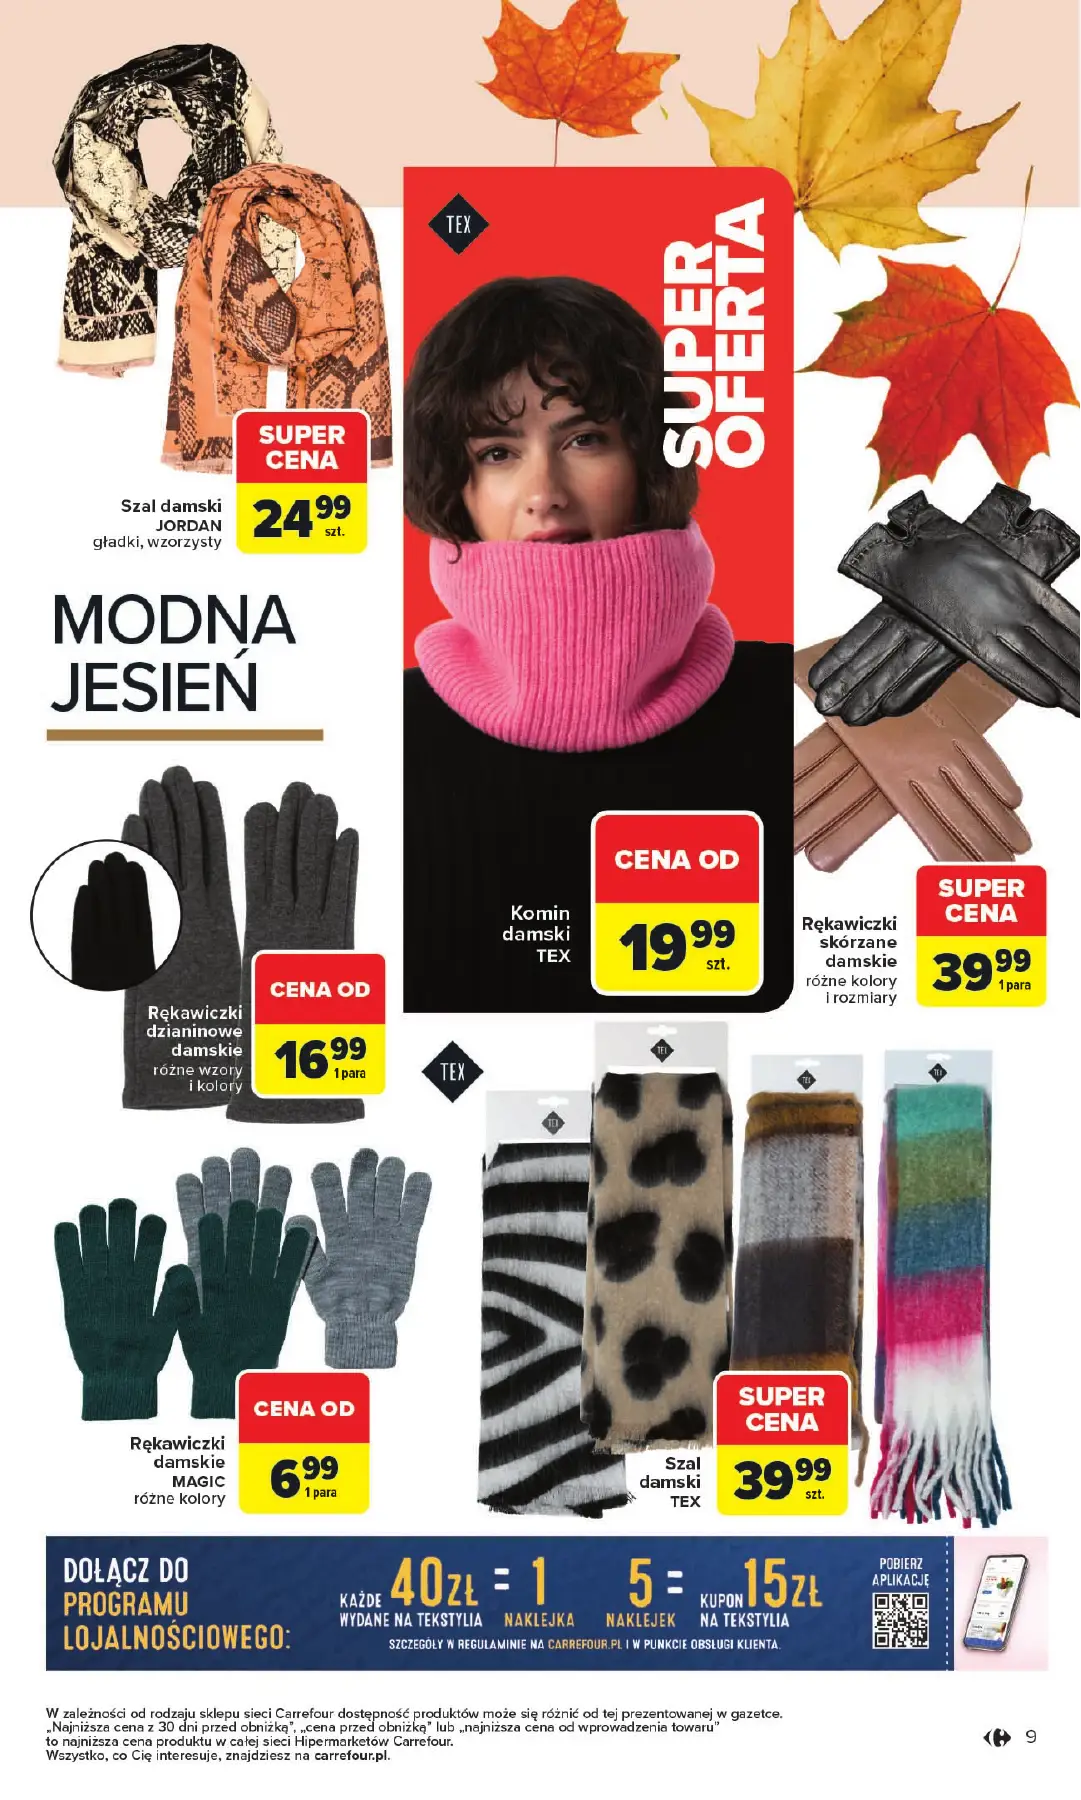 TEX
SUPER
OFERTA
SUPER
CENA
24 99
szt.
Szal damski
JORDAN
gładki, wzorzysty
MODNA
JESIEŃ
CENA OD
19 99
szt.
Komin
damski
TEX
SUPER
CENA
39 99
1 para
Rękawiczki
skórzane
damskie
różne kolory
i rozmiary
CENA OD
16 99
1 para
Rękawiczki
dzianinowe
damskie
różne wzory
i kolory
TEX
TEX
TEX
TEX
TEX
CENA OD
6 99
1 para
Rękawiczki
damskie
MAGIC
różne kolory
SUPER
CENA
39 99
szt.
Szal
damski
TEX
DOŁĄCZ DO
PROGRAMU
LOJALNOŚCIOWEGO:
KAŻDE 40ZŁ = 1 5 = KUPON 15ZŁ
WYDANE NA TEKSTYLIA NAKLEJKA NAKLEJEK NA TEKSTYLIA
SZCZEGÓŁY W REGULAMINIE NA CARREFOUR.PL I W PUNKCIE OBSŁUGI KLIENTA.
POBIERZ
APLIKACJĘ
W zależności od rodzaju sklepu sieci Carrefour dostępność produktów może się różnić od tej prezentowanej w gazetce.
„Najniższa cena z 30 dni przed obniżką”, „cena przed obniżką” lub „najniższa cena od wprowadzenia towaru”
to najniższa cena produktu w całej sieci Hipermarketów Carrefour.
Wszystko, co Cię interesuje, znajdziesz na carrefour.pl.
9